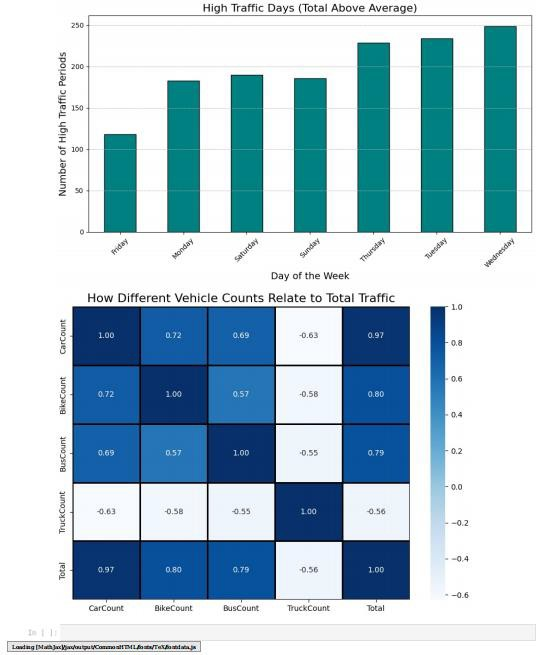 High Traffic Days (Total Above Average)
Number of High Traffic Periods
250
200
150
100
50
0
Friday
Monday
Saturday
Sunday
Thursday
Tuesday
Wednesday
Day of the Week
How Different Vehicle Counts Relate to Total Traffic
CarCount 1.00 0.72 0.69 -0.63 0.97
BikeCount 0.72 1.00 0.57 -0.58 0.80
BusCount 0.69 0.57 1.00 -0.55 0.79
TruckCount -0.63 -0.58 -0.55 1.00 -0.56
Total 0.97 0.80 0.79 -0.56 1.00
CarCount BikeCount BusCount TruckCount Total
1.0
0.8
0.6
0.4
0.2
0.0
−0.2
−0.4
−0.6
In [ ]:
Loading [MathJax]/jax/output/CommonHTML/fonts/TeX/fontdata.js